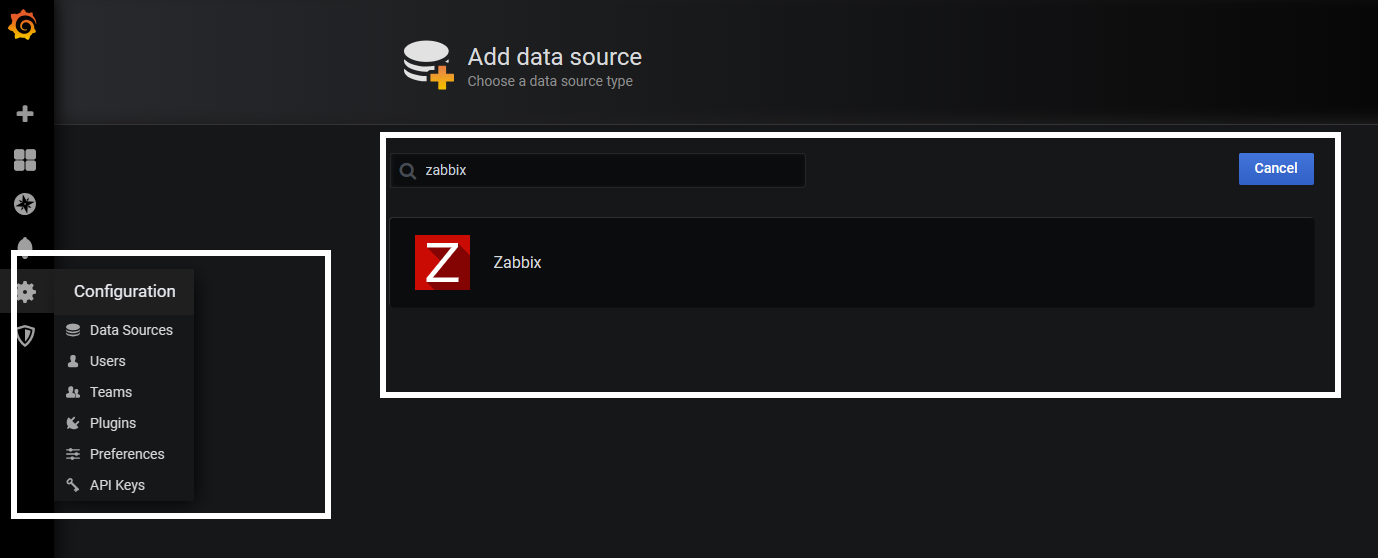 Add data source
Choose a data source type
zabbix
Cancel
Z
Zabbix
Configuration
Data Sources
Users
Teams
Plugins
Preferences
API Keys